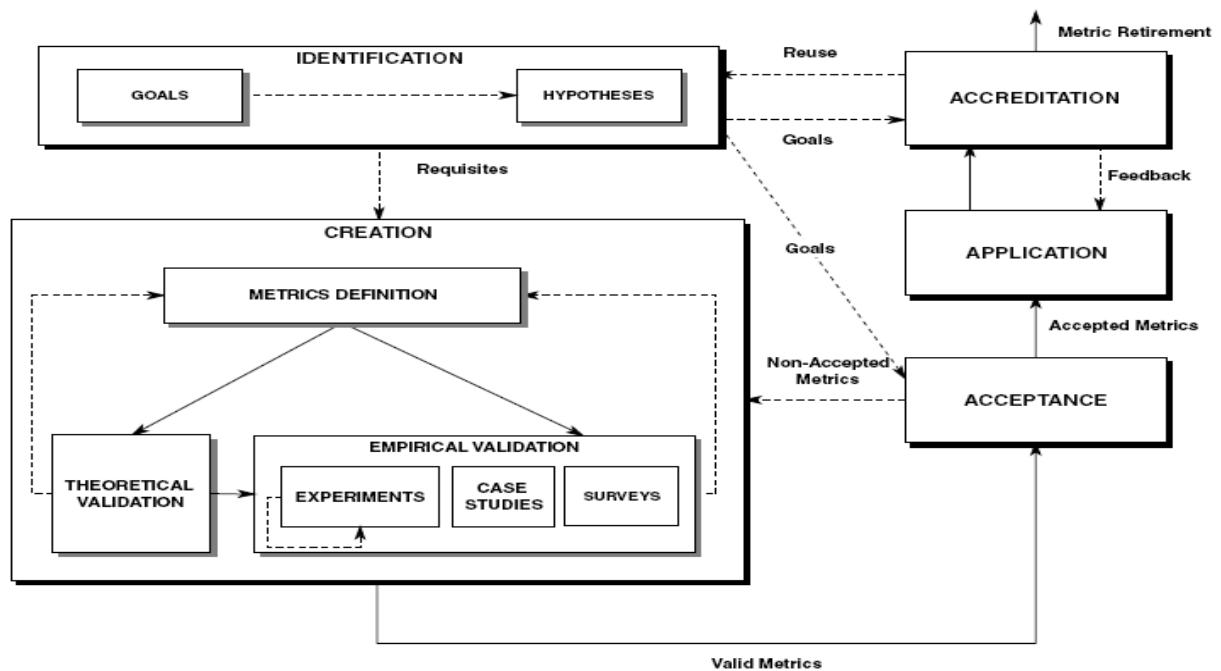 Metric Retirement
IDENTIFICATION
GOALS
HYPOTHESES
Reuse
ACCREDITATION
Goals
Requisites
Feedback
CREATION
Goals
APPLICATION
METRICS DEFINITION
Accepted Metrics
Non-Accepted
Metrics
ACCEPTANCE
THEORETICAL
VALIDATION
EMPIRICAL VALIDATION
EXPERIMENTS
CASE
STUDIES
SURVEYS
Valid Metrics